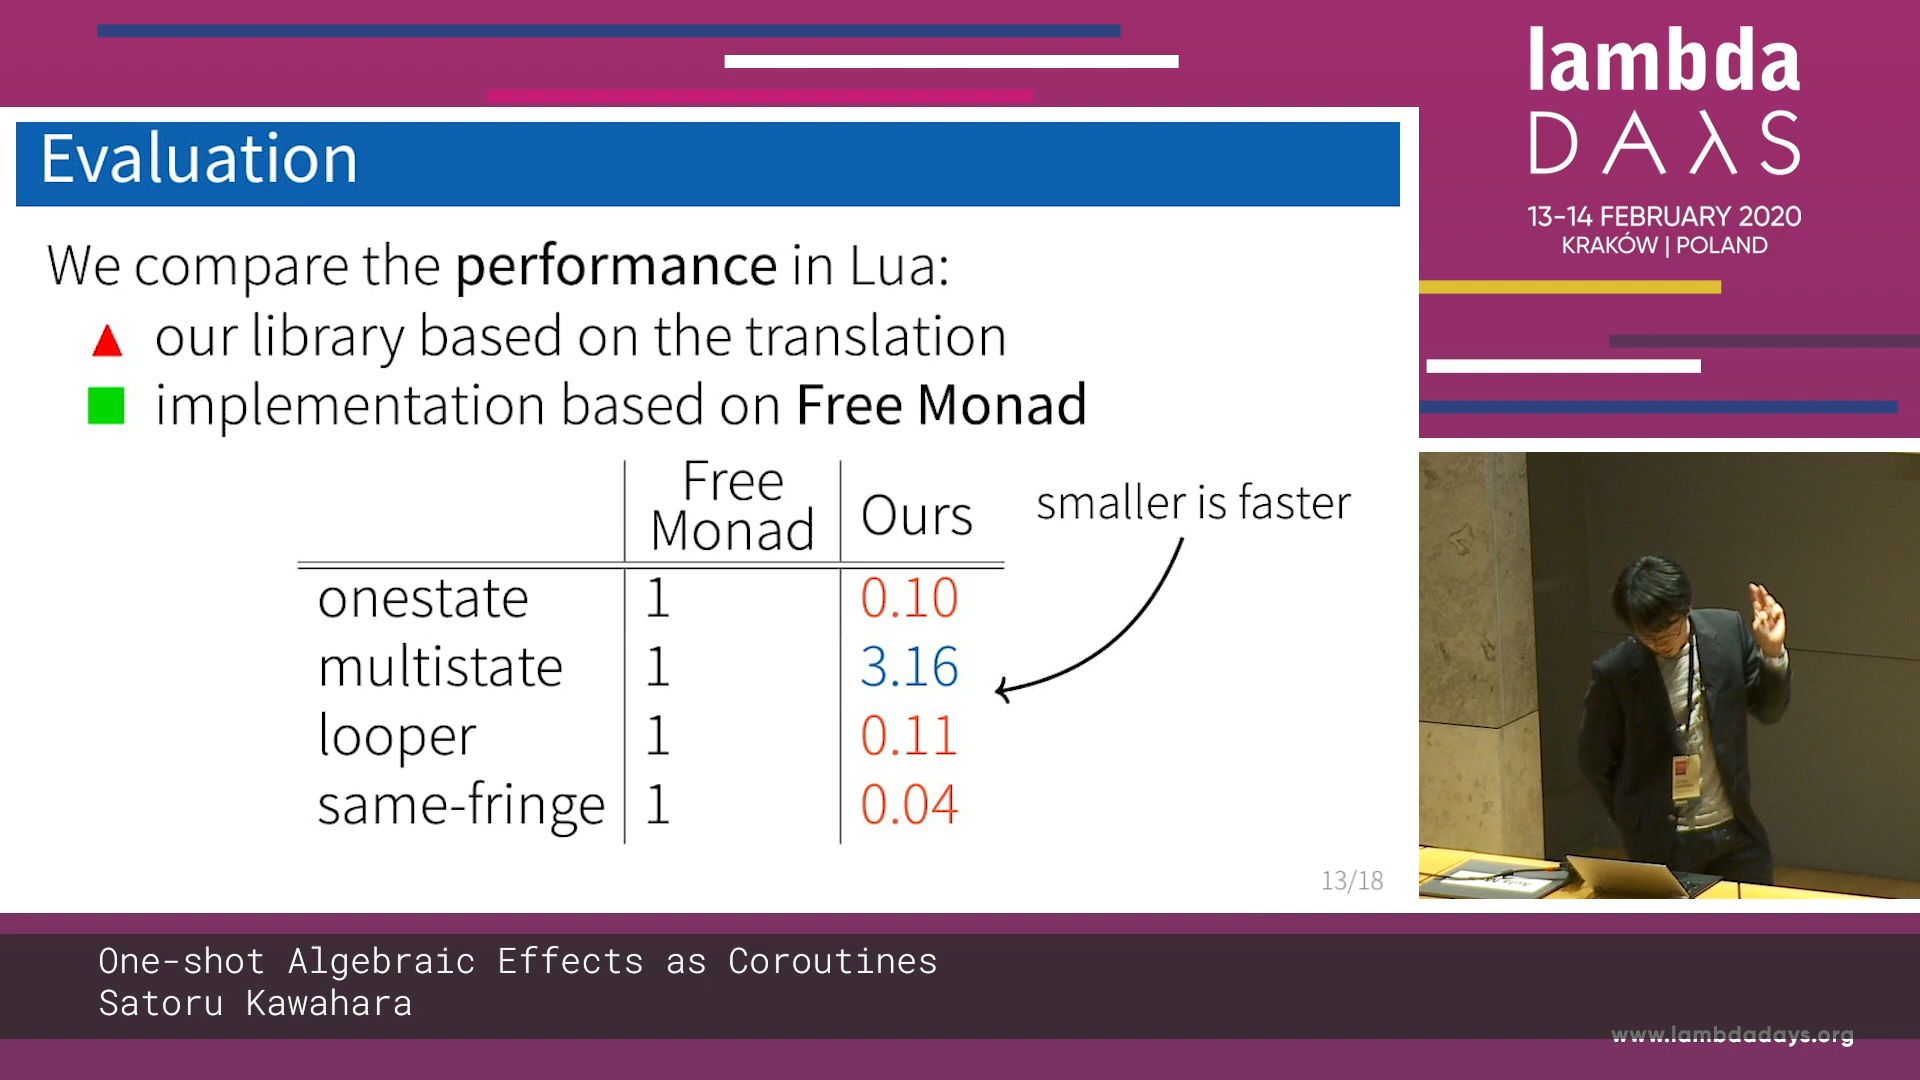 lambda
DAλS
13-14 FEBRUARY 2020
KRAKÓW | POLAND
Evaluation
We compare the performance in Lua:
▲ our library based on the translation
■ implementation based on Free Monad
Free Monad Ours
smaller is faster
onestate 1 0.10
multistate 1 3.16
looper 1 0.11
same-fringe 1 0.04
13/18
One-shot Algebraic Effects as Coroutines
Satoru Kawahara
www.lambdadays.org